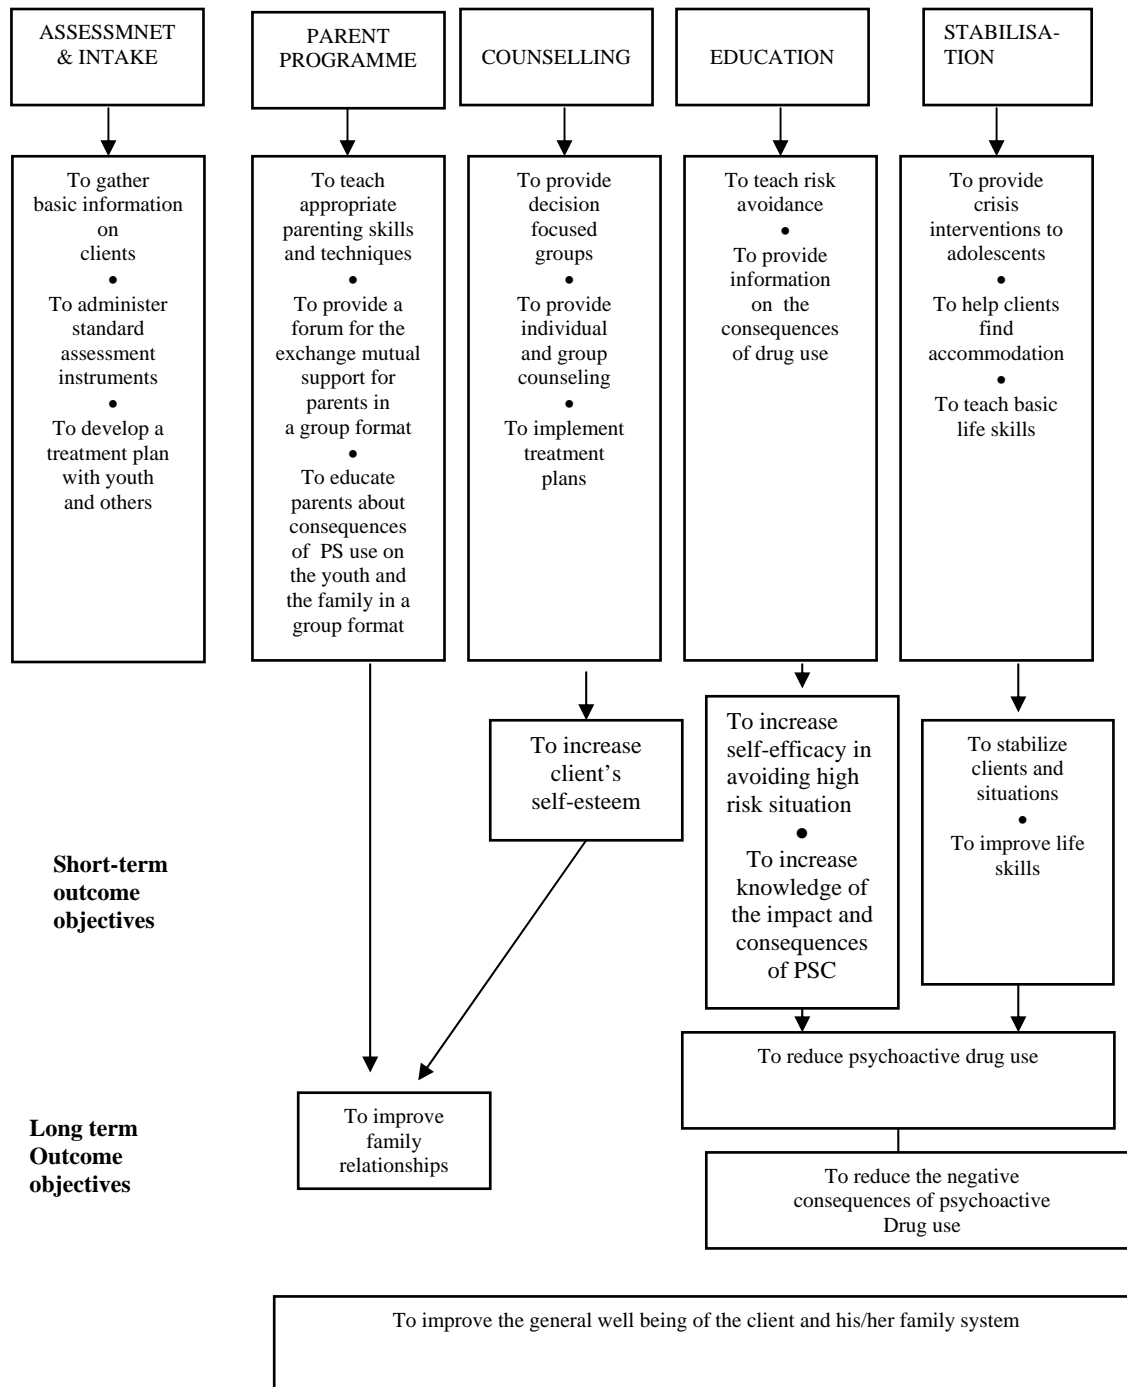 ASSESSMNET
& INTAKE
PARENT
PROGRAMME
COUNSELLING
EDUCATION
STABILISA-
TION
To gather
basic information
on
clients
•
To administer
standard
assessment
instruments
•
To develop a
treatment plan
with youth
and others
To teach
appropriate
parenting skills
and techniques
•
To provide a
forum for the
exchange mutual
support for
parents in
a group format
•
To educate
parents about
consequences
of PS use on
the youth and
the family in a
group format
To provide
decision
focused
groups
•
To provide
individual
and group
counseling
•
To implement
treatment
plans
To teach risk
avoidance
•
To provide
information
on the
consequences
of drug use
To provide
crisis
interventions to
adolescents
•
To help clients
find
accommodation
•
To teach basic
life skills
Short-term
outcome
objectives
To increase
client’s
self-esteem
To increase
self-efficacy in
avoiding high
risk situation
•
To increase
knowledge of
the impact and
consequences
of PSC
To stabilize
clients and
situations
•
To improve life
skills
Long term
Outcome
objectives
To improve
family
relationships
To reduce psychoactive drug use
To reduce the negative
consequences of psychoactive
Drug use
To improve the general well being of the client and his/her family system